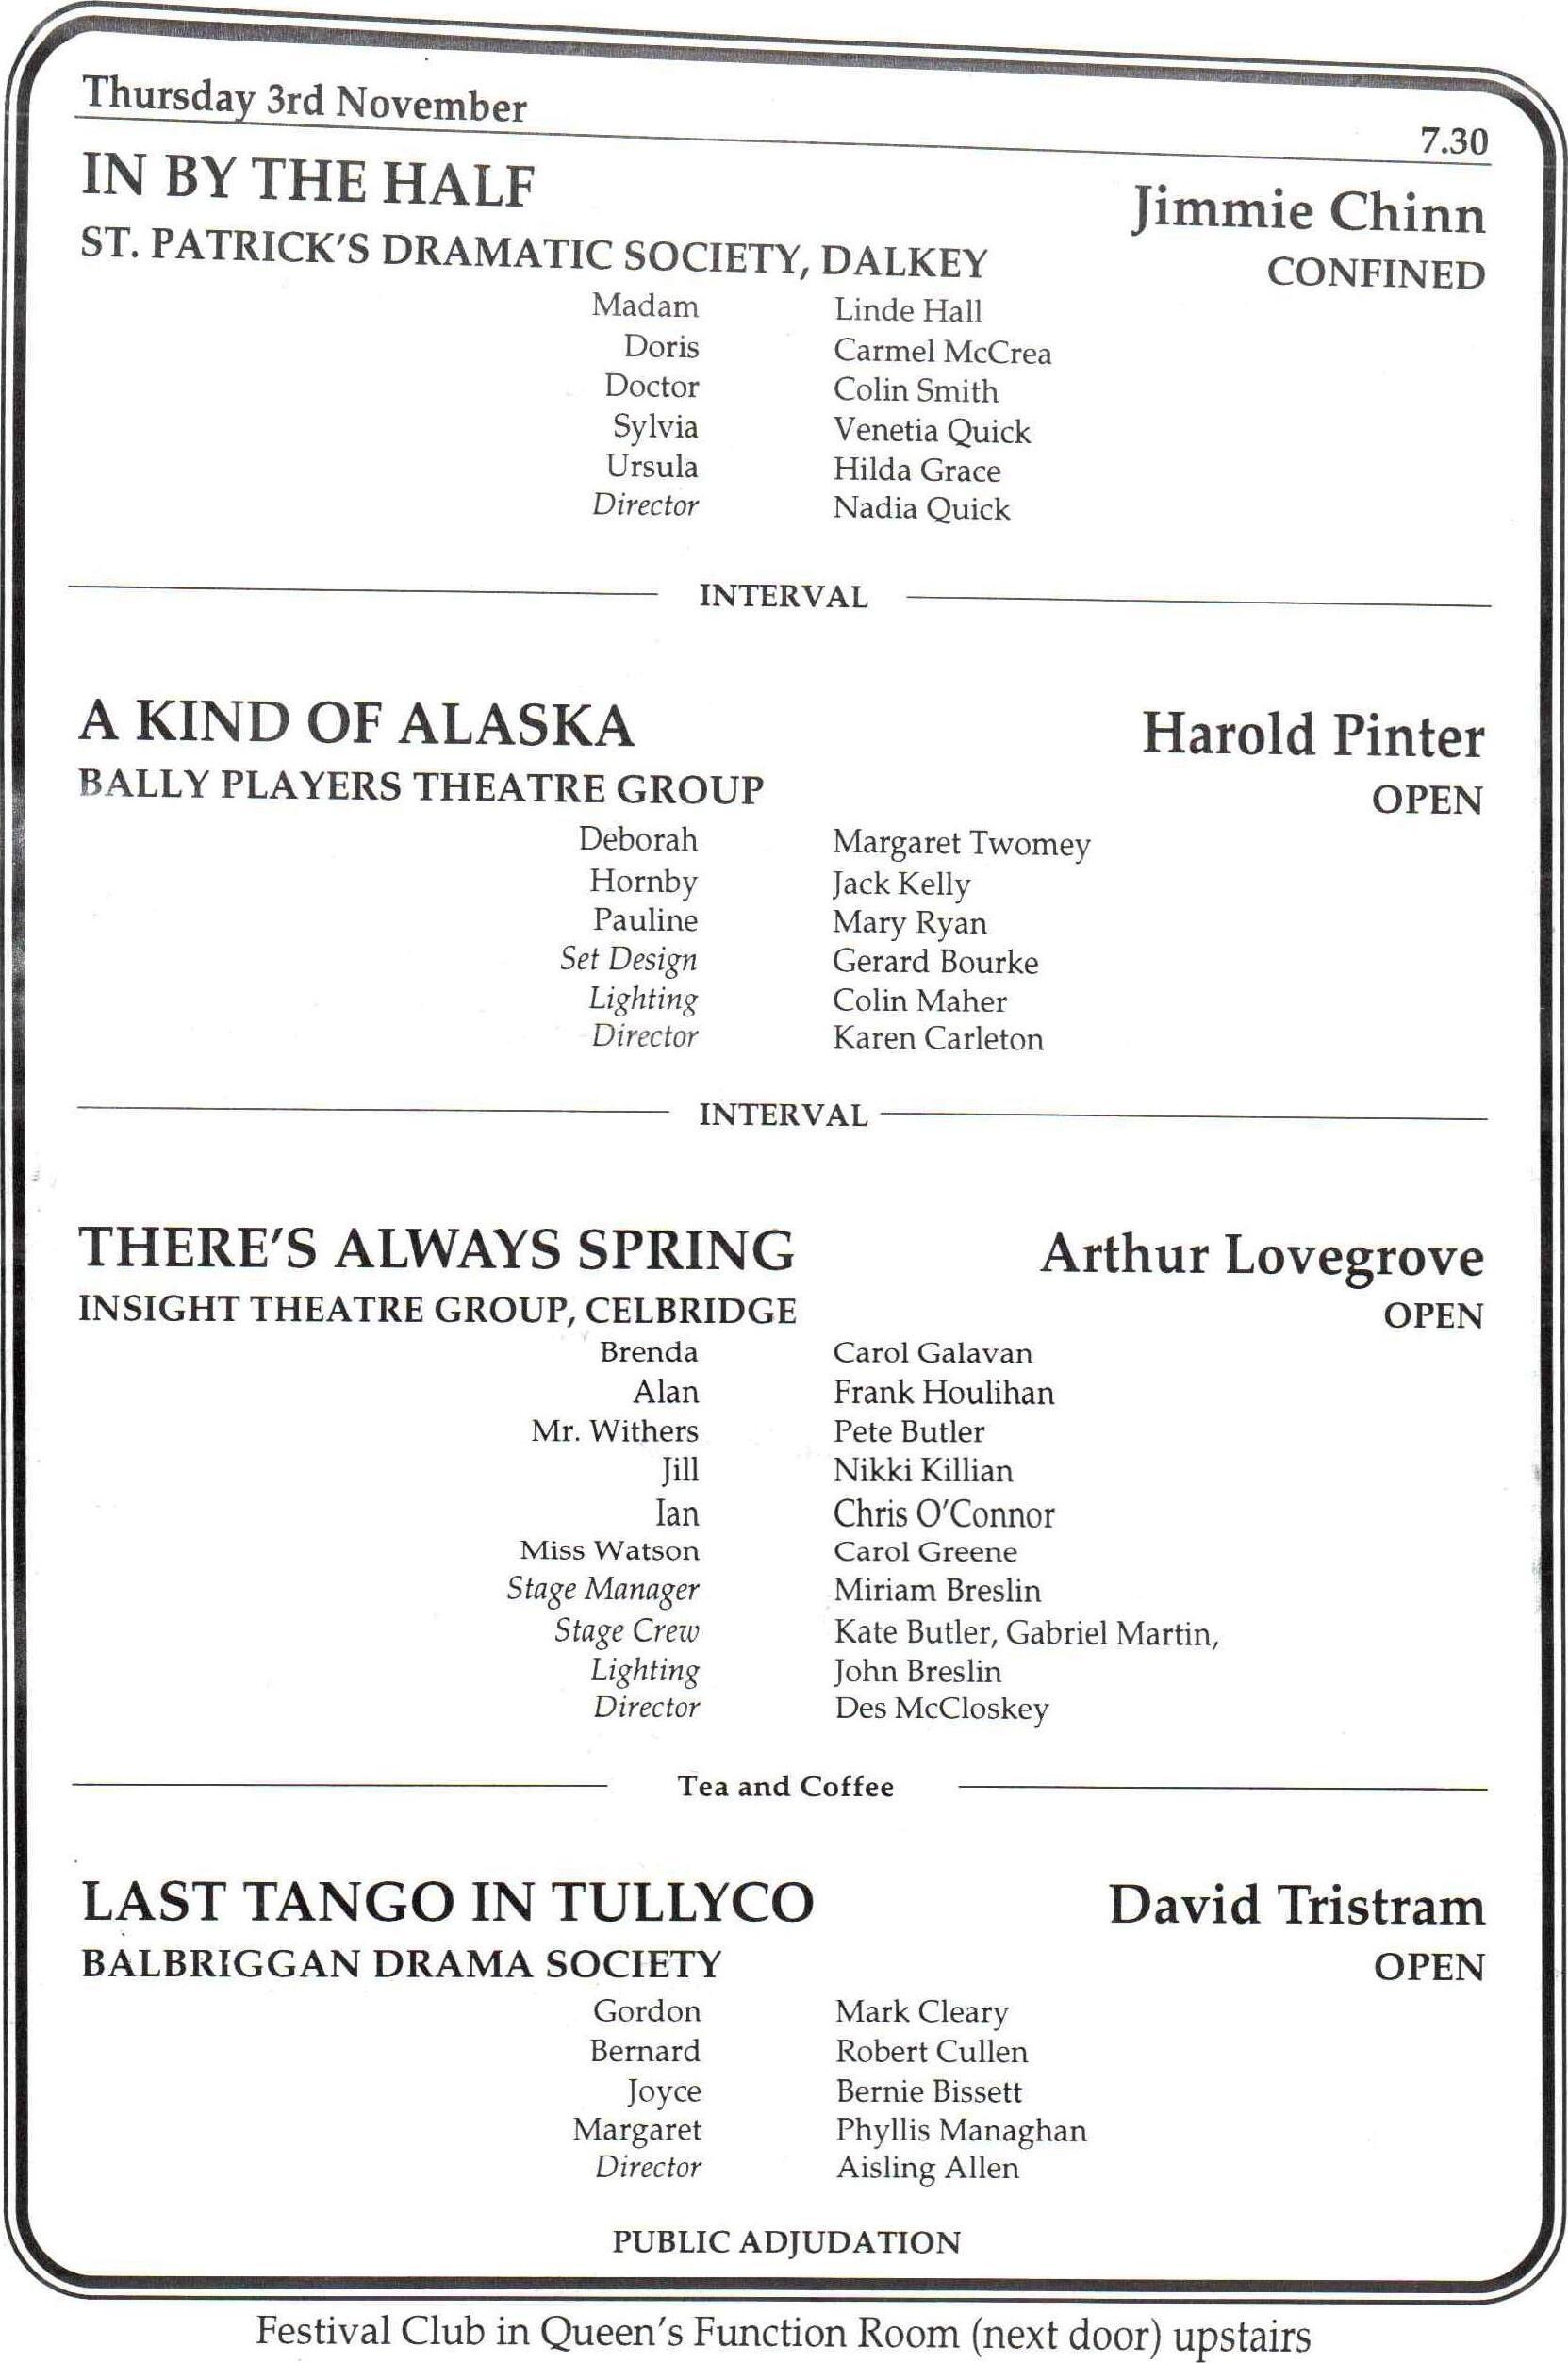 Thursday 3rd November 7.30
IN BY THE HALF Jimmie Chinn
ST. PATRICK'S DRAMATIC SOCIETY, DALKEY CONFINED
Madam Linde Hall
Doris Carmel McCrea
Doctor Colin Smith
Sylvia Venetia Quick
Ursula Hilda Grace
Director Nadia Quick
INTERVAL
A KIND OF ALASKA Harold Pinter
BALLY PLAYERS THEATRE GROUP OPEN
Deborah Margaret Twomey
Hornby Jack Kelly
Pauline Mary Ryan
Set Design Gerard Bourke
Lighting Colin Maher
Director Karen Carleton
INTERVAL
THERE'S ALWAYS SPRING Arthur Lovegrove
INSIGHT THEATRE GROUP, CELBRIDGE OPEN
Brenda Carol Galavan
Alan Frank Houlihan
Mr. Withers Pete Butler
Jill Nikki Killian
Ian Chris O'Connor
Miss Watson Carol Greene
Stage Manager Miriam Breslin
Stage Crew Kate Butler, Gabriel Martin,
Lighting John Breslin
Director Des McCloskey
Tea and Coffee
LAST TANGO IN TULLYCO David Tristram
BALBRIGGAN DRAMA SOCIETY OPEN
Gordon Mark Cleary
Bernard Robert Cullen
Joyce Bernie Bissett
Margaret Phyllis Managhan
Director Aisling Allen
PUBLIC ADJUDATION
Festival Club in Queen's Function Room (next door) upstairs